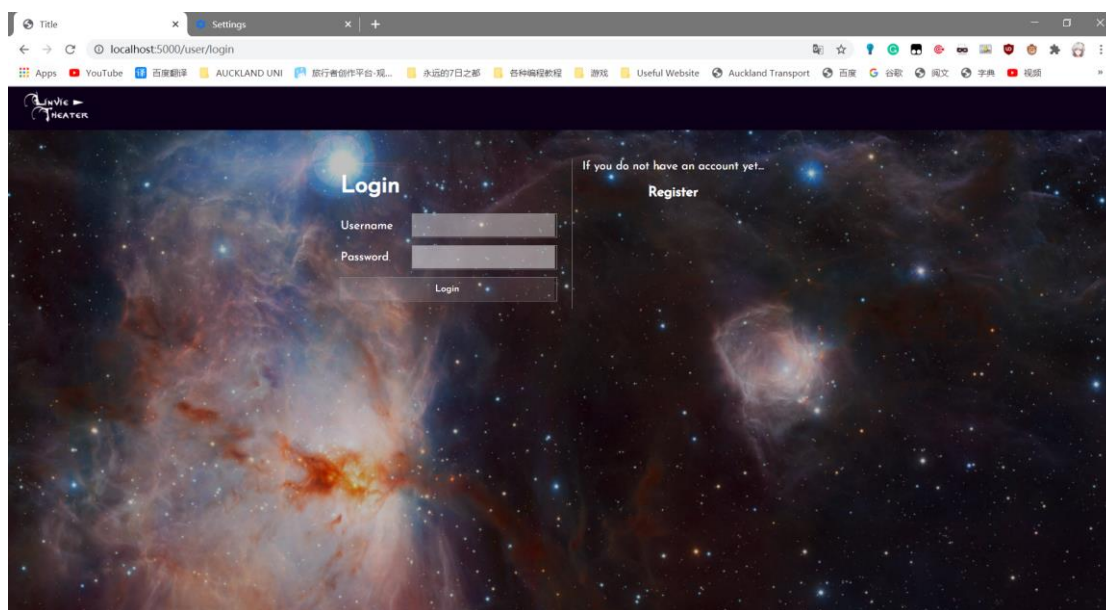 Title
Settings
localhost:5000/user/login
Apps
YouTube
译 百度翻译
AUCKLAND UNI
旅行者创作平台-观...
永远的7日之都
各种编程教程
游戏
Useful Website
Auckland Transport
百度
谷歌
阅文
字典
视频
»
LINVIE
THEATER
Login
Username
Password
Login
If you do not have an account yet...
Register